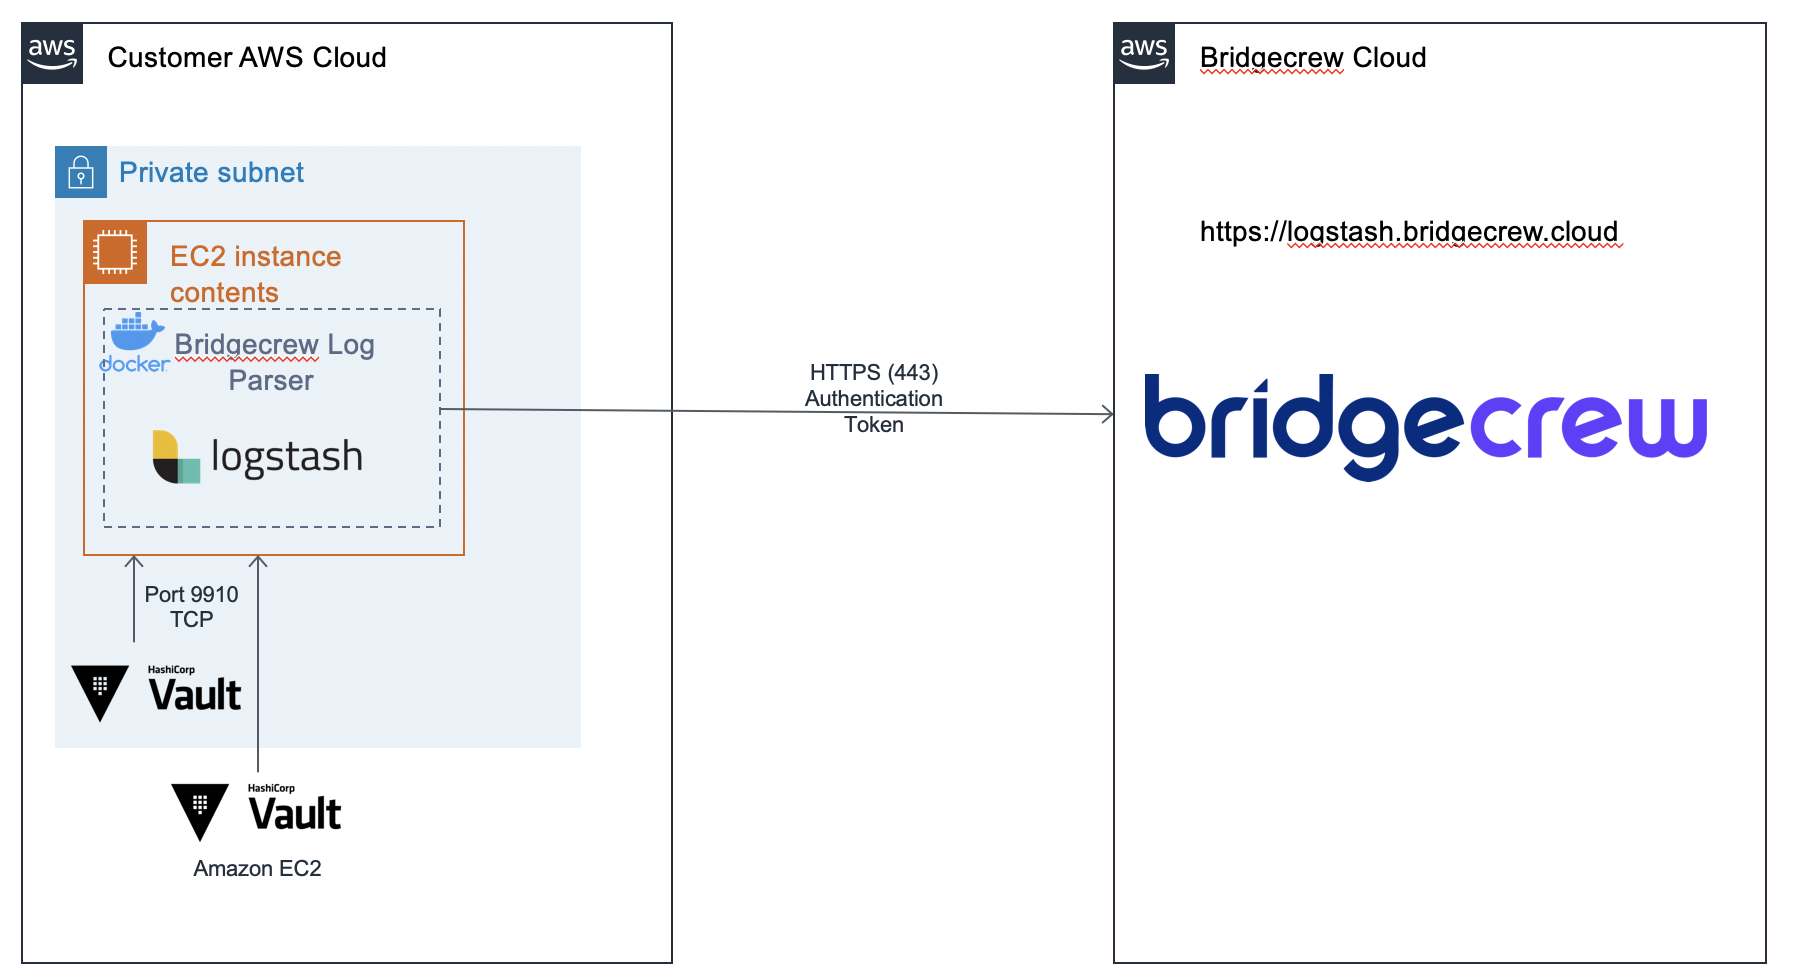 aws
Customer AWS Cloud
Private subnet
EC2 instance
contents
docker
Bridgecrew Log
Parser
logstash
Port 9910
TCP
HashiCorp
Vault
HashiCorp
Vault
Amazon EC2
HTTPS (443)
Authentication
Token
aws
Bridgecrew Cloud
https://logstash.bridgecrew.cloud
bridgecrew